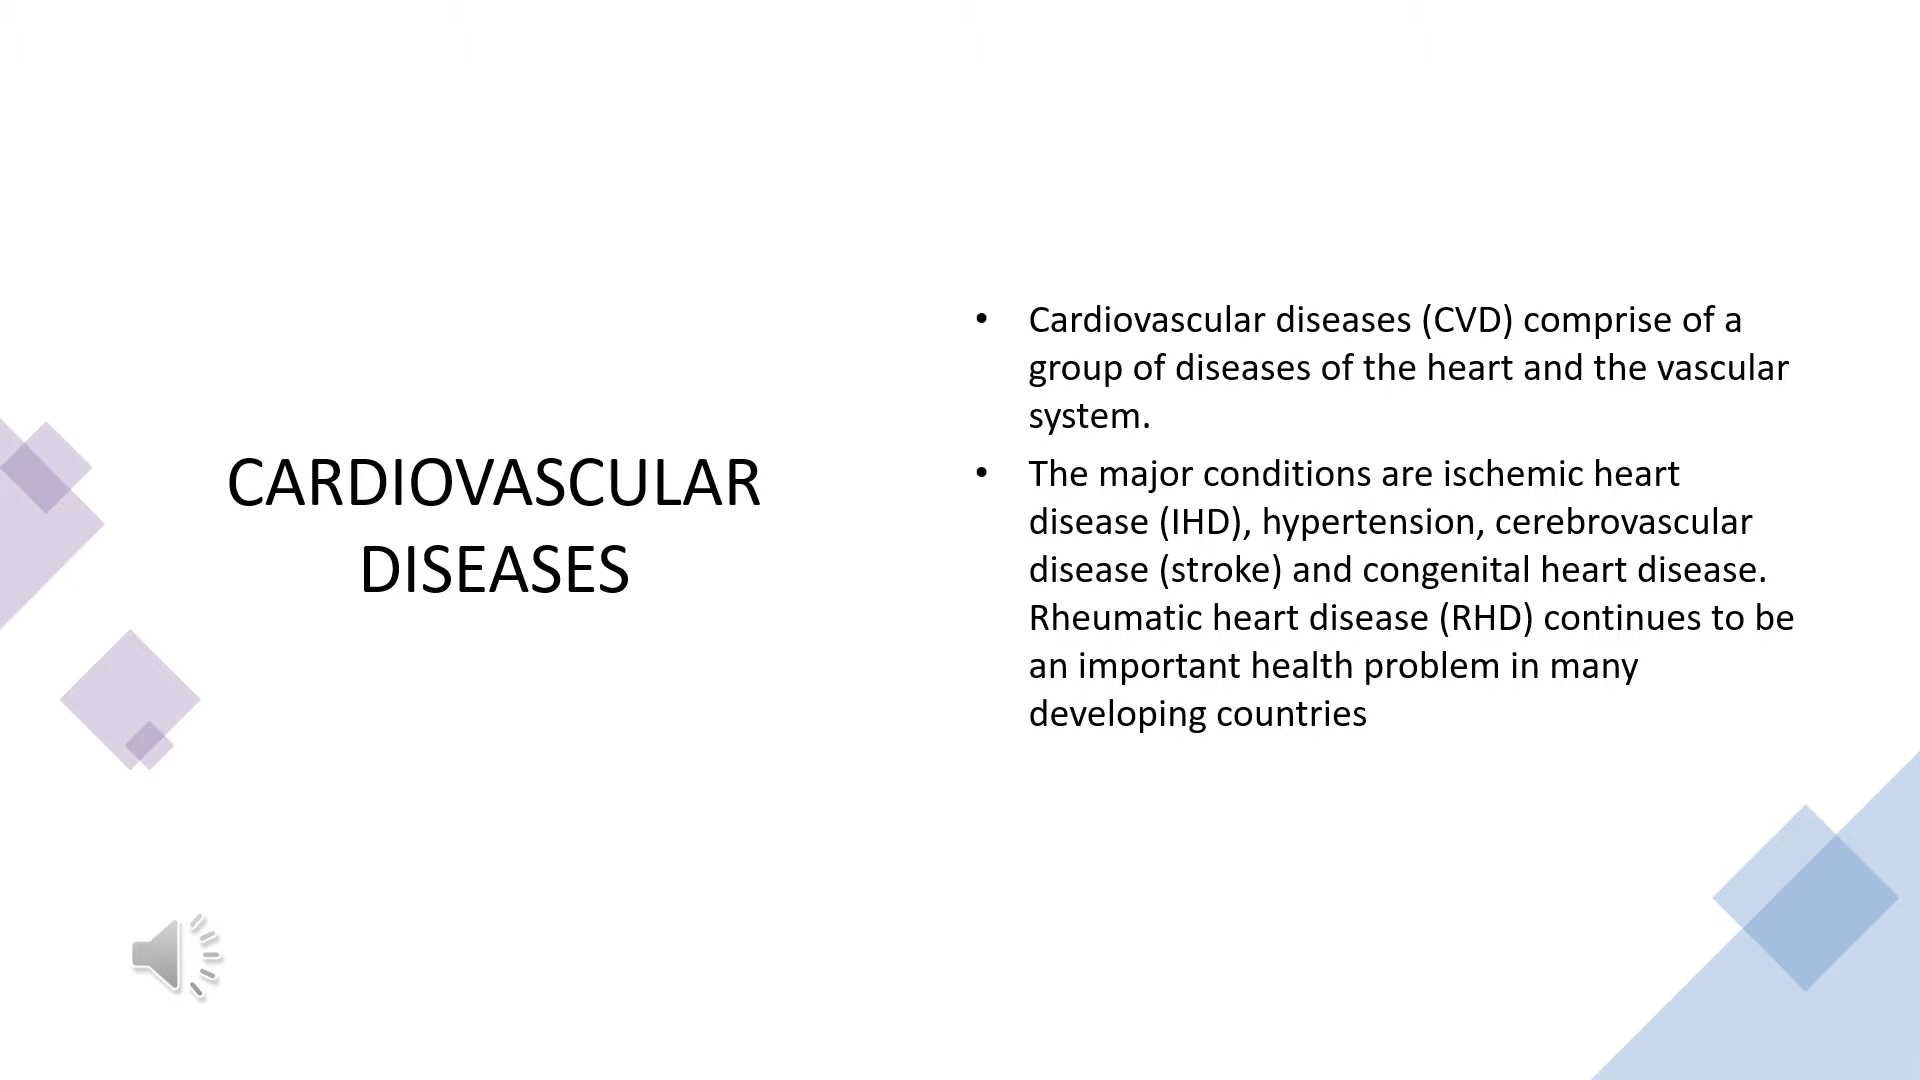 CARDIOVASCULAR
DISEASES
• Cardiovascular diseases (CVD) comprise of a
group of diseases of the heart and the vascular
system.
• The major conditions are ischemic heart
disease (IHD), hypertension, cerebrovascular
disease (stroke) and congenital heart disease.
Rheumatic heart disease (RHD) continues to be
an important health problem in many
developing countries